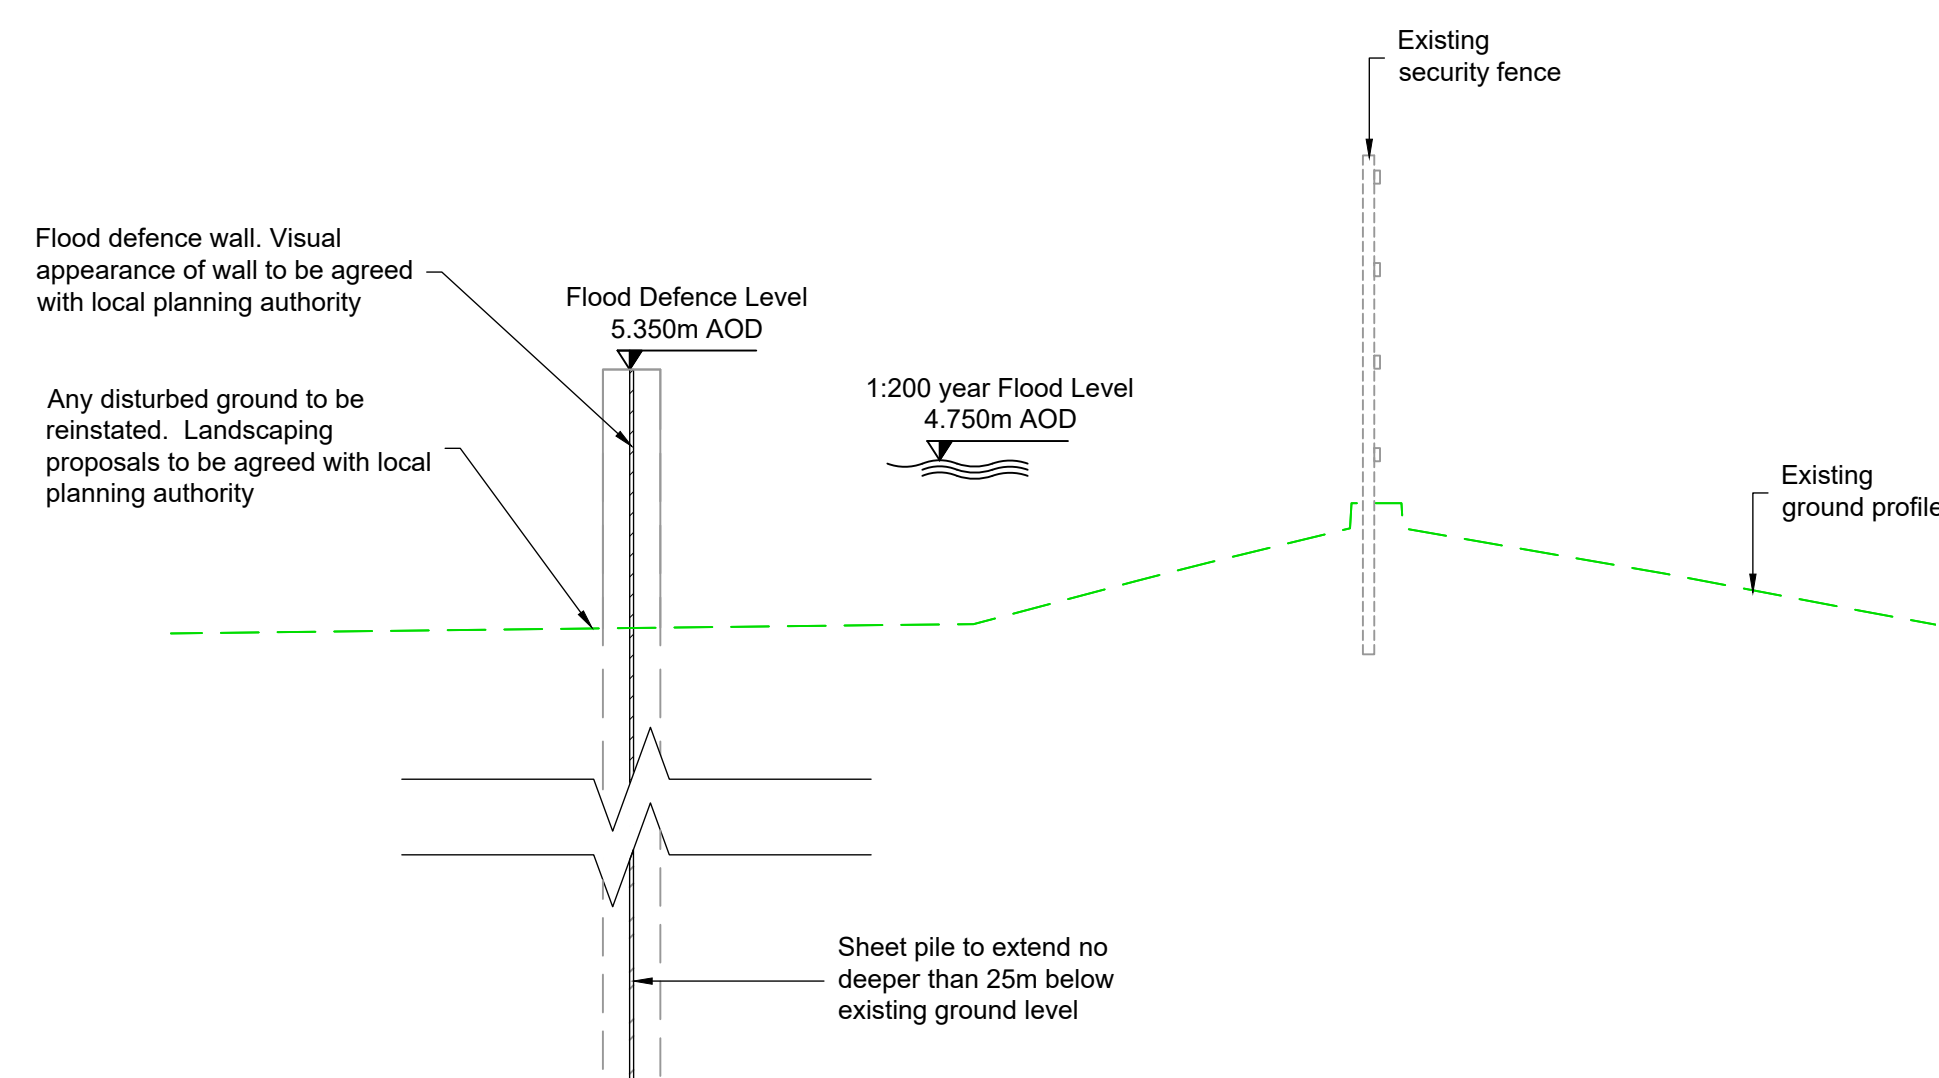 Existing
security fence
Flood defence wall. Visual
appearance of wall to be agreed
with local planning authority
Flood Defence Level
5.350m AOD
1:200 year Flood Level
4.750m AOD
Any disturbed ground to be
reinstated.  Landscaping
proposals to be agreed with local
planning authority
Existing
ground profile
Sheet pile to extend no
deeper than 25m below
existing ground level